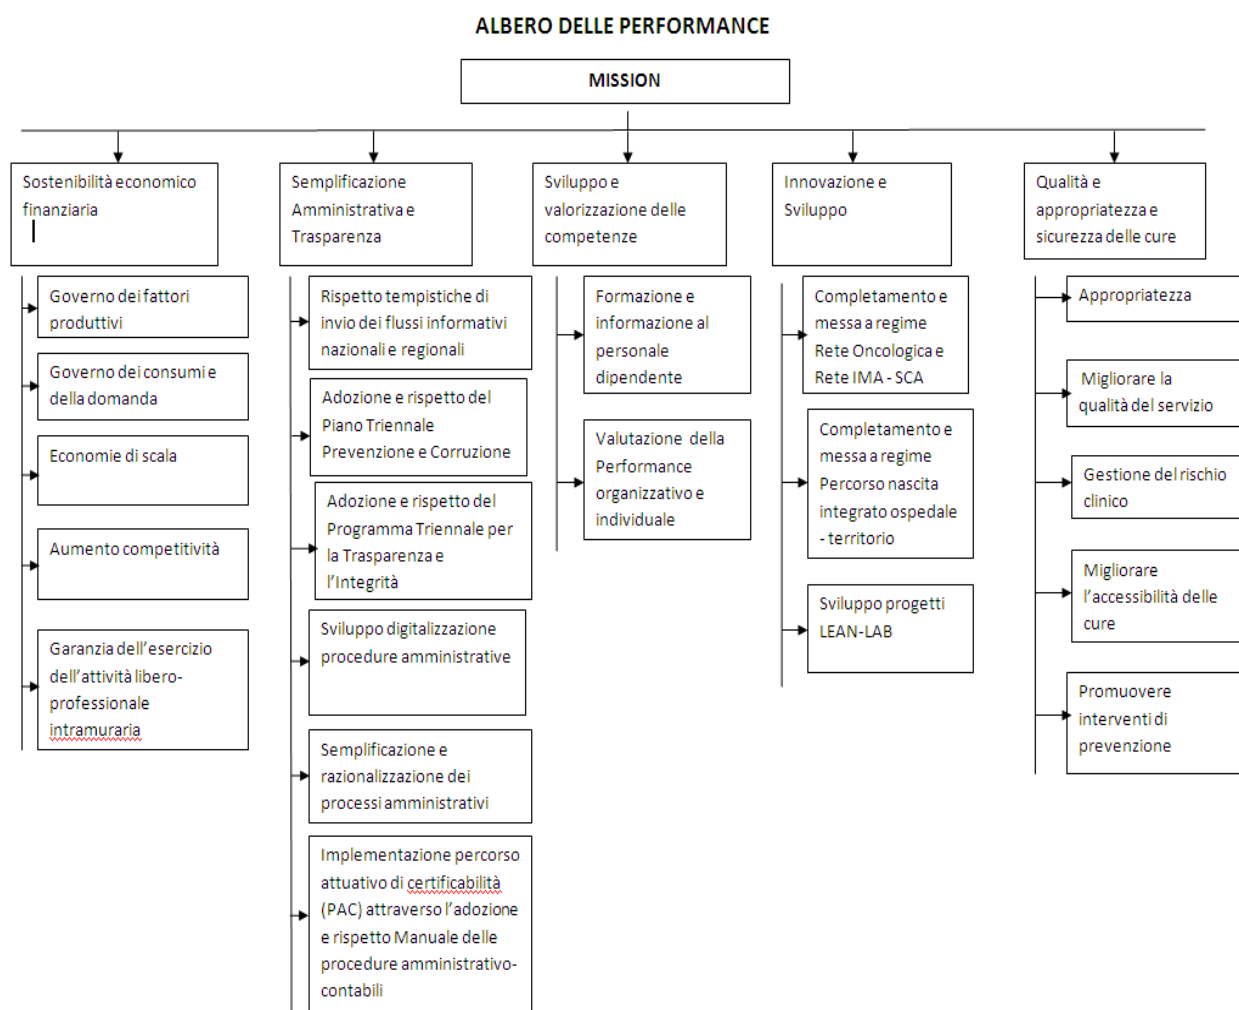 ALBERO DELLE PERFORMANCE
MISSION
Sostenibilità economico
finanziaria
Governo dei fattori
produttivi
Governo dei consumi e
della domanda
Economie di scala
Aumento competitività
Garanzia dell'esercizio
dell'attività libero-
professionale
intramuraria
Semplificazione
Amministrativa e
Trasparenza
Rispetto tempistiche di
invio dei flussi informativi
nazionali e regionali
Adozione e rispetto del
Piano Triennale
Prevenzione e Corruzione
Adozione e rispetto del
Programma Triennale per
la Trasparenza e
l'Integrità
Sviluppo digitalizzazione
procedure amministrative
Semplificazione e
razionalizzazione dei
processi amministrativi
Implementazione percorso
attuativo di certificabilità
(PAC) attraverso l'adozione
e rispetto Manuale delle
procedure amministrativo-
contabili
Sviluppo e
valorizzazione delle
competenze
Formazione e
informazione al
personale
dipendente
Valutazione della
Performance
organizzativo e
individuale
Innovazione e
Sviluppo
Completamento e
messa a regime
Rete Oncologica e
Rete IMA - SCA
Completamento e
messa a regime
Percorso nascita
integrato ospedale
- territorio
Sviluppo progetti
LEAN-LAB
Qualità e
appropriatezza e
sicurezza delle cure
Appropriatezza
Migliorare la
qualità del servizio
Gestione del rischio
clinico
Migliorare
l'accessibilità delle
cure
Promuovere
interventi di
prevenzione